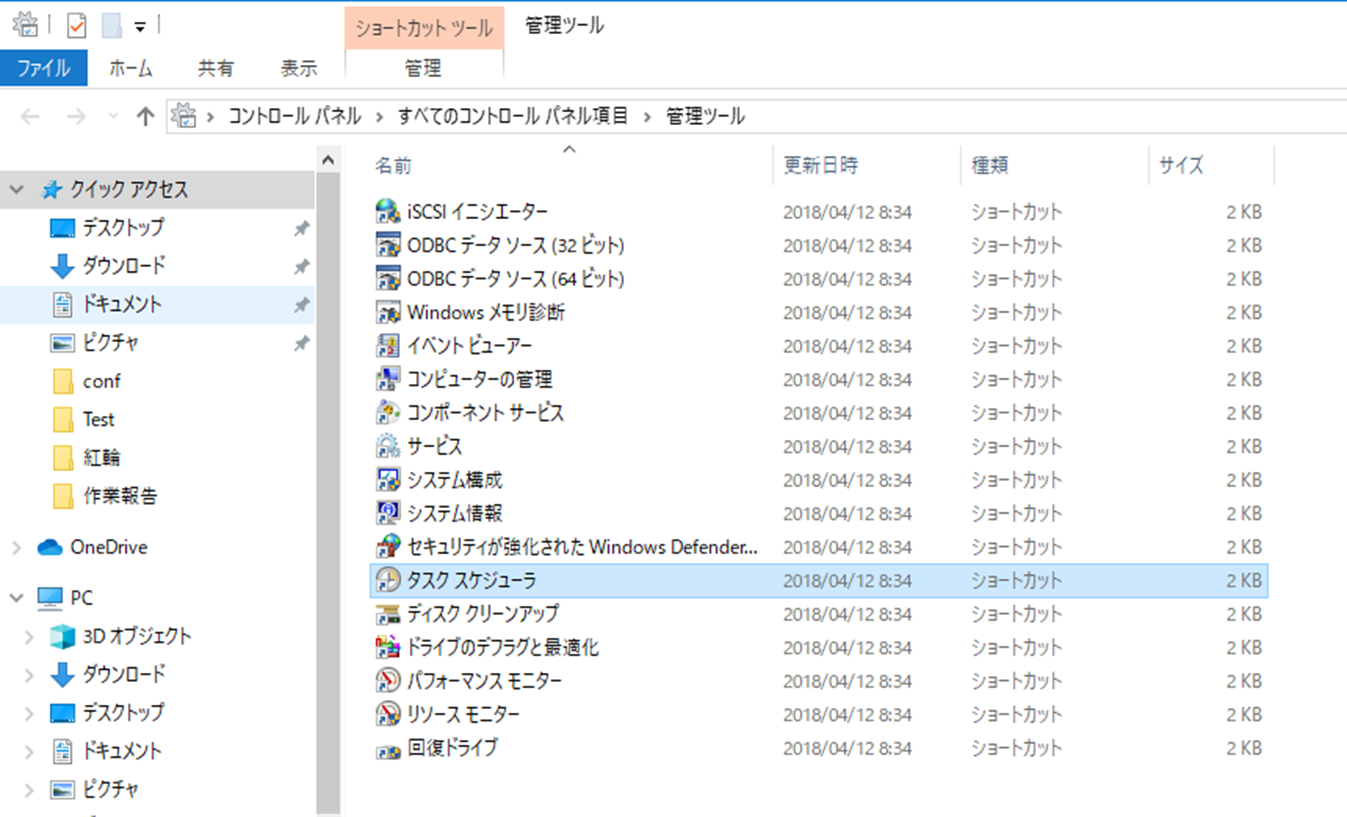 ショートカット ツール 管理ツール
ファイル ホーム 共有 表示 管理
コントロール パネル › すべてのコントロール パネル項目 › 管理ツール
クイック アクセス
デスクトップ
ダウンロード
ドキュメント
ピクチャ
conf
Test
紅輪
作業報告
OneDrive
PC
3D オブジェクト
ダウンロード
デスクトップ
ドキュメント
ピクチャ
名前 更新日時 種類 サイズ
iSCSI イニシエーター 2018/04/12 8:34 ショートカット 2 KB
ODBC データ ソース (32 ビット) 2018/04/12 8:34 ショートカット 2 KB
ODBC データ ソース (64 ビット) 2018/04/12 8:34 ショートカット 2 KB
Windows メモリ診断 2018/04/12 8:34 ショートカット 2 KB
イベント ビューアー 2018/04/12 8:34 ショートカット 2 KB
コンピューターの管理 2018/04/12 8:34 ショートカット 2 KB
コンポーネント サービス 2018/04/12 8:34 ショートカット 2 KB
サービス 2018/04/12 8:34 ショートカット 2 KB
システム構成 2018/04/12 8:34 ショートカット 2 KB
システム情報 2018/04/12 8:34 ショートカット 2 KB
セキュリティが強化された Windows Defender... 2018/04/12 8:34 ショートカット 2 KB
タスク スケジューラ 2018/04/12 8:34 ショートカット 2 KB
ディスク クリーンアップ 2018/04/12 8:34 ショートカット 2 KB
ドライブのデフラグと最適化 2018/04/12 8:34 ショートカット 2 KB
パフォーマンス モニター 2018/04/12 8:34 ショートカット 2 KB
リソース モニター 2018/04/12 8:34 ショートカット 2 KB
回復ドライブ 2018/04/12 8:34 ショートカット 2 KB